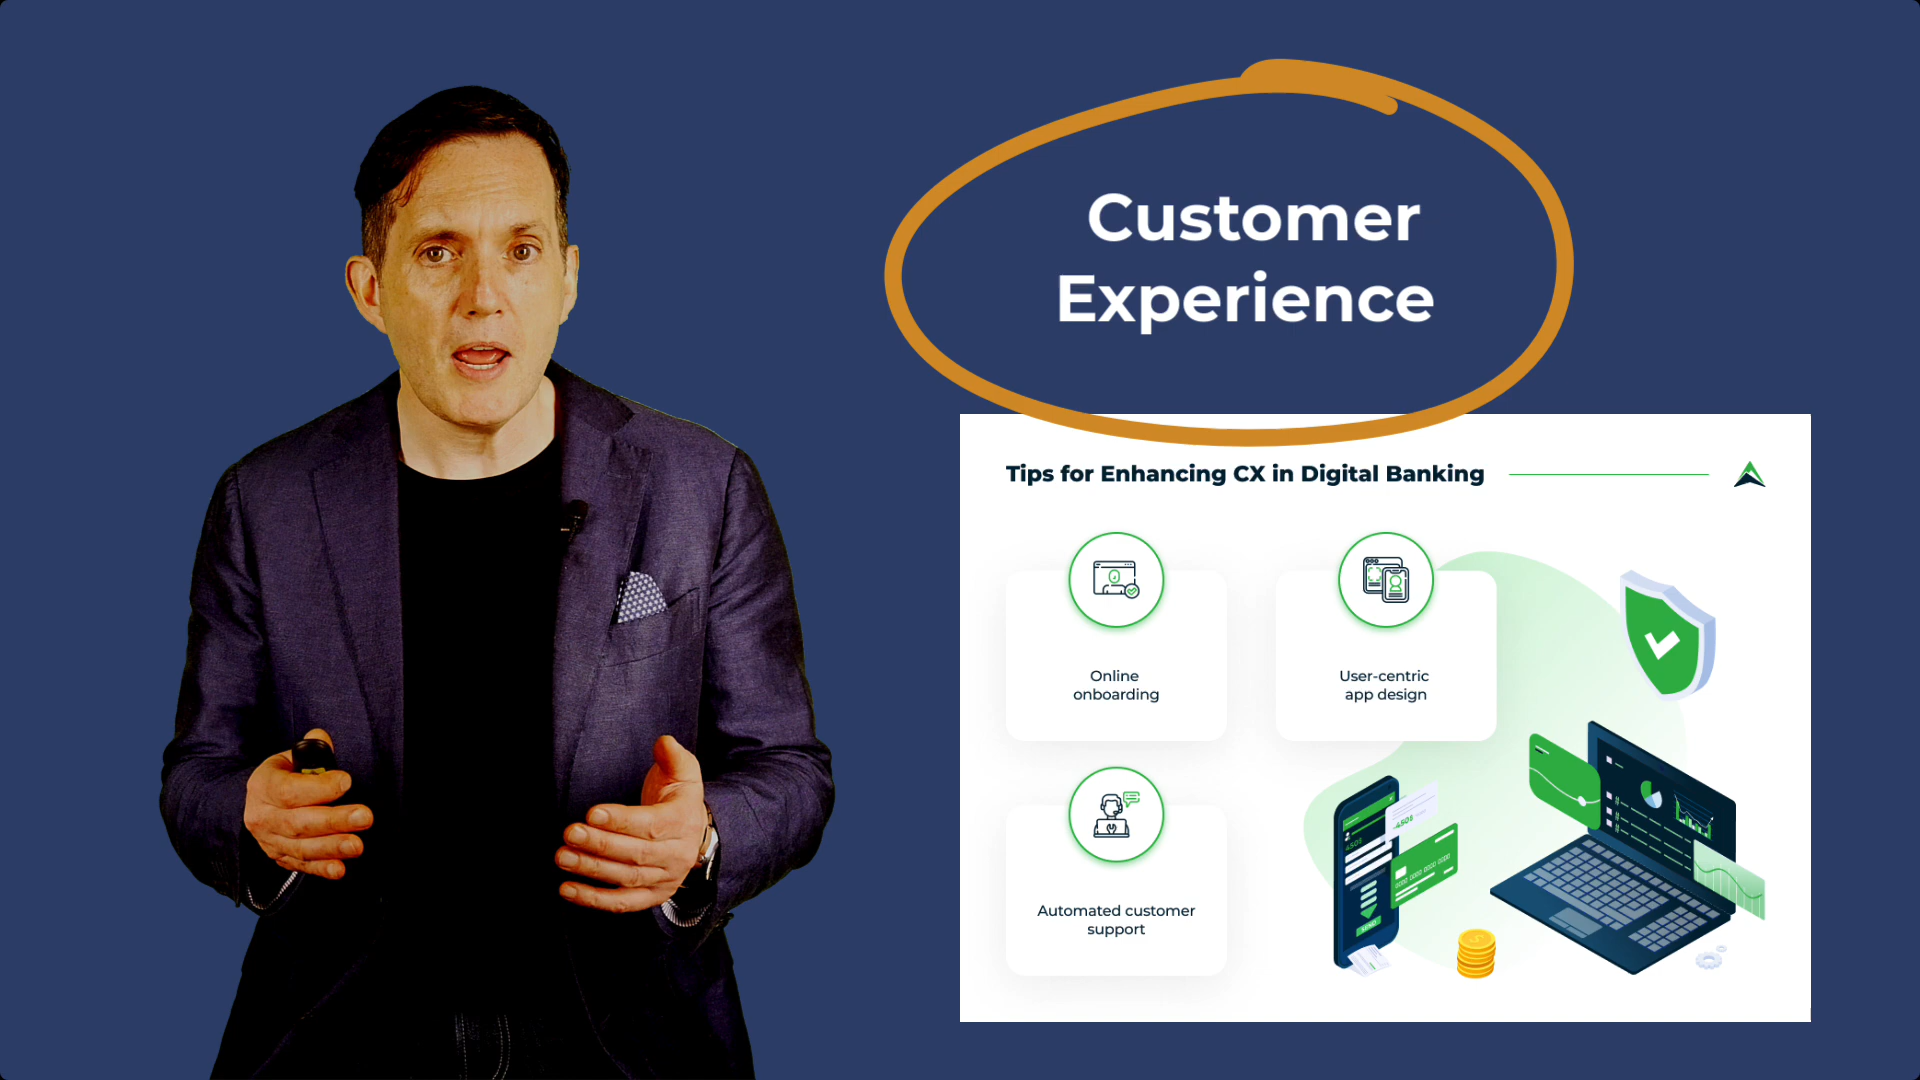 Customer
Experience
Tips for Enhancing CX in Digital Banking
Online
onboarding
User-centric
app design
Automated customer
support